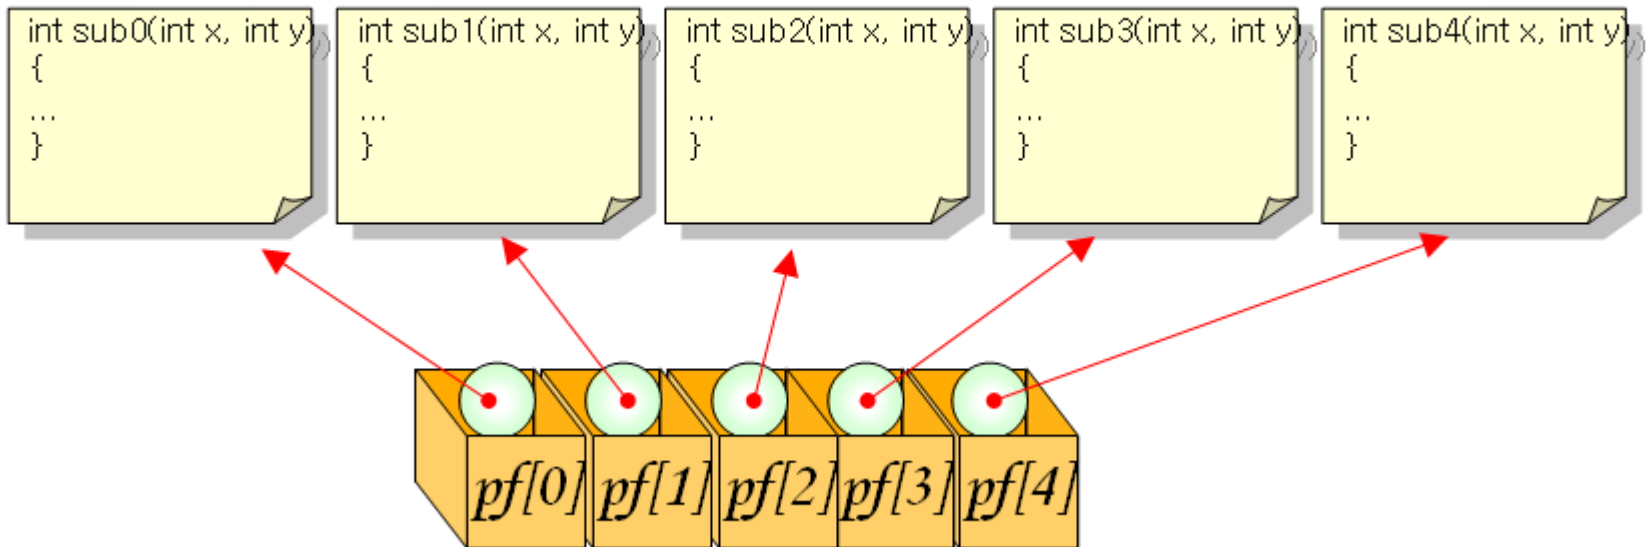 int sub0(int x, int y)
{
...
}
int sub1(int x, int y)
{
...
}
int sub2(int x, int y)
{
...
}
int sub3(int x, int y)
{
...
}
int sub4(int x, int y)
{
...
}
pf[0]
pf[1]
pf[2]
pf[3]
pf[4]